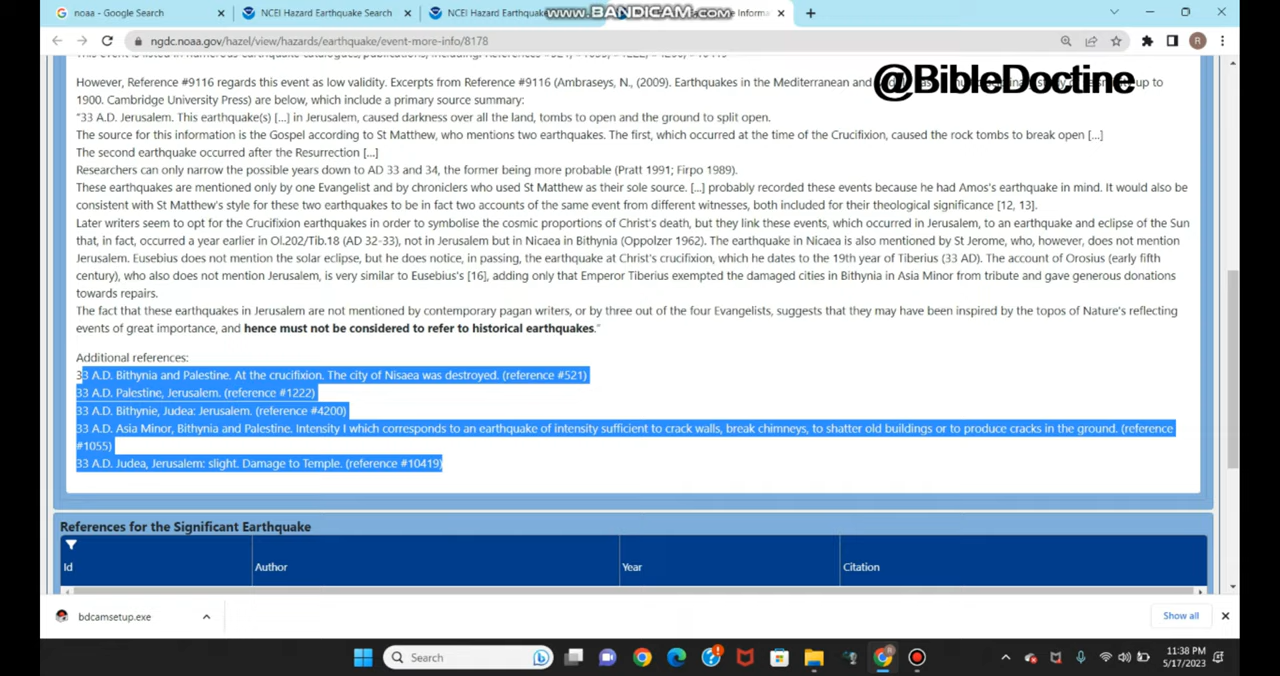 noaa - Google Search
NCEI Hazard Earthquake Search
NCEI Hazard Earthqu
www.BANDICAM.com
Informa
ngdc.noaa.gov/hazel/view/hazards/earthquake/event-more-info/8178
R
@BibleDoctine
However, Reference #9116 regards this event as low validity. Excerpts from Reference #9116 (Ambraseys, N., (2009). Earthquakes in the Mediterranean and up to
1900. Cambridge University Press) are below, which include a primary source summary:
"33 A.D. Jerusalem. This earthquake(s) [...] in Jerusalem, caused darkness over all the land, tombs to open and the ground to split open.
The source for this information is the Gospel according to St Matthew, who mentions two earthquakes. The first, which occurred at the time of the Crucifixion, caused the rock tombs to break open [...]
The second earthquake occurred after the Resurrection [...]
Researchers can only narrow the possible years down to AD 33 and 34, the former being more probable (Pratt 1991; Firpo 1989).
These earthquakes are mentioned only by one Evangelist and by chroniclers who used St Matthew as their sole source. [...] probably recorded these events because he had Amos's earthquake in mind. It would also be
consistent with St Matthew's style for these two earthquakes to be in fact two accounts of the same event from different witnesses, both included for their theological significance [12, 13].
Later writers seem to opt for the Crucifixion earthquakes in order to symbolise the cosmic proportions of Christ's death, but they link these events, which occurred in Jerusalem, to an earthquake and eclipse of the Sun
that, in fact, occurred a year earlier in Ol.202/Tib.18 (AD 32-33), not in Jerusalem but in Nicaea in Bithynia (Oppolzer 1962). The earthquake in Nicaea is also mentioned by St Jerome, who, however, does not mention
Jerusalem. Eusebius does not mention the solar eclipse, but he does notice, in passing, the earthquake at Christ's crucifixion, which he dates to the 19th year of Tiberius (33 AD). The account of Orosius (early fifth
century), who also does not mention Jerusalem, is very similar to Eusebius's [16], adding only that Emperor Tiberius exempted the damaged cities in Bithynia in Asia Minor from tribute and gave generous donations
towards repairs.
The fact that these earthquakes in Jerusalem are not mentioned by contemporary pagan writers, or by three out of the four Evangelists, suggests that they may have been inspired by the topos of Nature's reflecting
events of great importance, and hence must not be considered to refer to historical earthquakes."
Additional references:
33 A.D. Bithynia and Palestine. At the crucifixion. The city of Nisaea was destroyed. (reference #521)
33 A.D. Palestine, Jerusalem. (reference #1222)
33 A.D. Bithynie, Judea: Jerusalem. (reference #4200)
33 A.D. Asia Minor, Bithynia and Palestine. Intensity I which corresponds to an earthquake of intensity sufficient to crack walls, break chimneys, to shatter old buildings or to produce cracks in the ground. (reference
#1055)
33 A.D. Judea, Jerusalem: slight. Damage to Temple. (reference #10419)
References for the Significant Earthquake
Id Author Year Citation
bdcamsetup.exe
Show all
Search
11:38 PM
5/17/2023